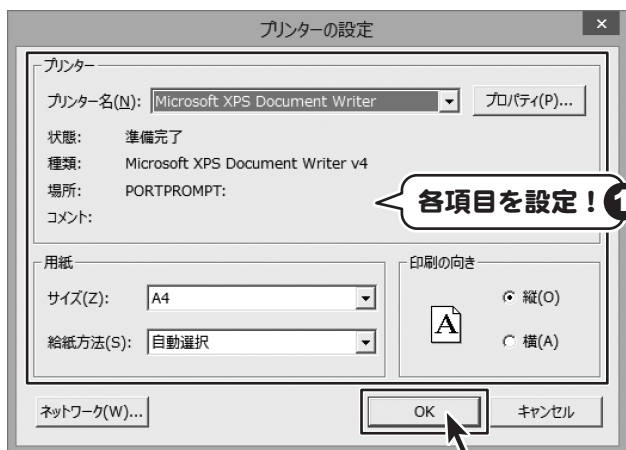 プリンターの設定
×
プリンター
プリンター名(N): Microsoft XPS Document Writer プロパティ(P)...
状態: 準備完了
種類: Microsoft XPS Document Writer v4
場所: PORTPROMPT:
コメント:
各項目を設定！ 1
用紙
サイズ(Z): A4
給紙方法(S): 自動選択
印刷の向き
A
縦(O)
横(A)
ネットワーク(W)... OK キャンセル